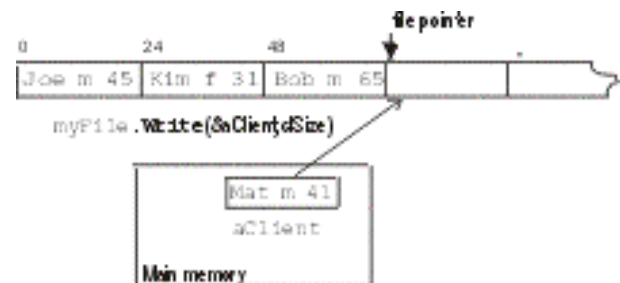 file pointer
0 24 48
Joe m 45 Kim f 31 Bob m 65
myFile.Write(&aClient,clSize)
Mat m 41
aClient
Main memory